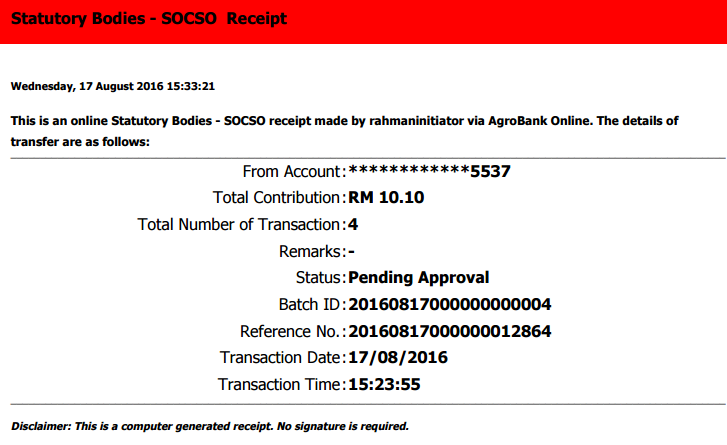 Statutory Bodies - SOCSO Receipt
Wednesday, 17 August 2016 15:33:21
This is an online Statutory Bodies - SOCSO receipt made by rahmaninitiator via AgroBank Online. The details of
transfer are as follows:
From Account:************5537
Total Contribution:RM 10.10
Total Number of Transaction:4
Remarks:-
Status:Pending Approval
Batch ID:20160817000000000004
Reference No.:20160817000000012864
Transaction Date:17/08/2016
Transaction Time:15:23:55
Disclaimer: This is a computer generated receipt. No signature is required.